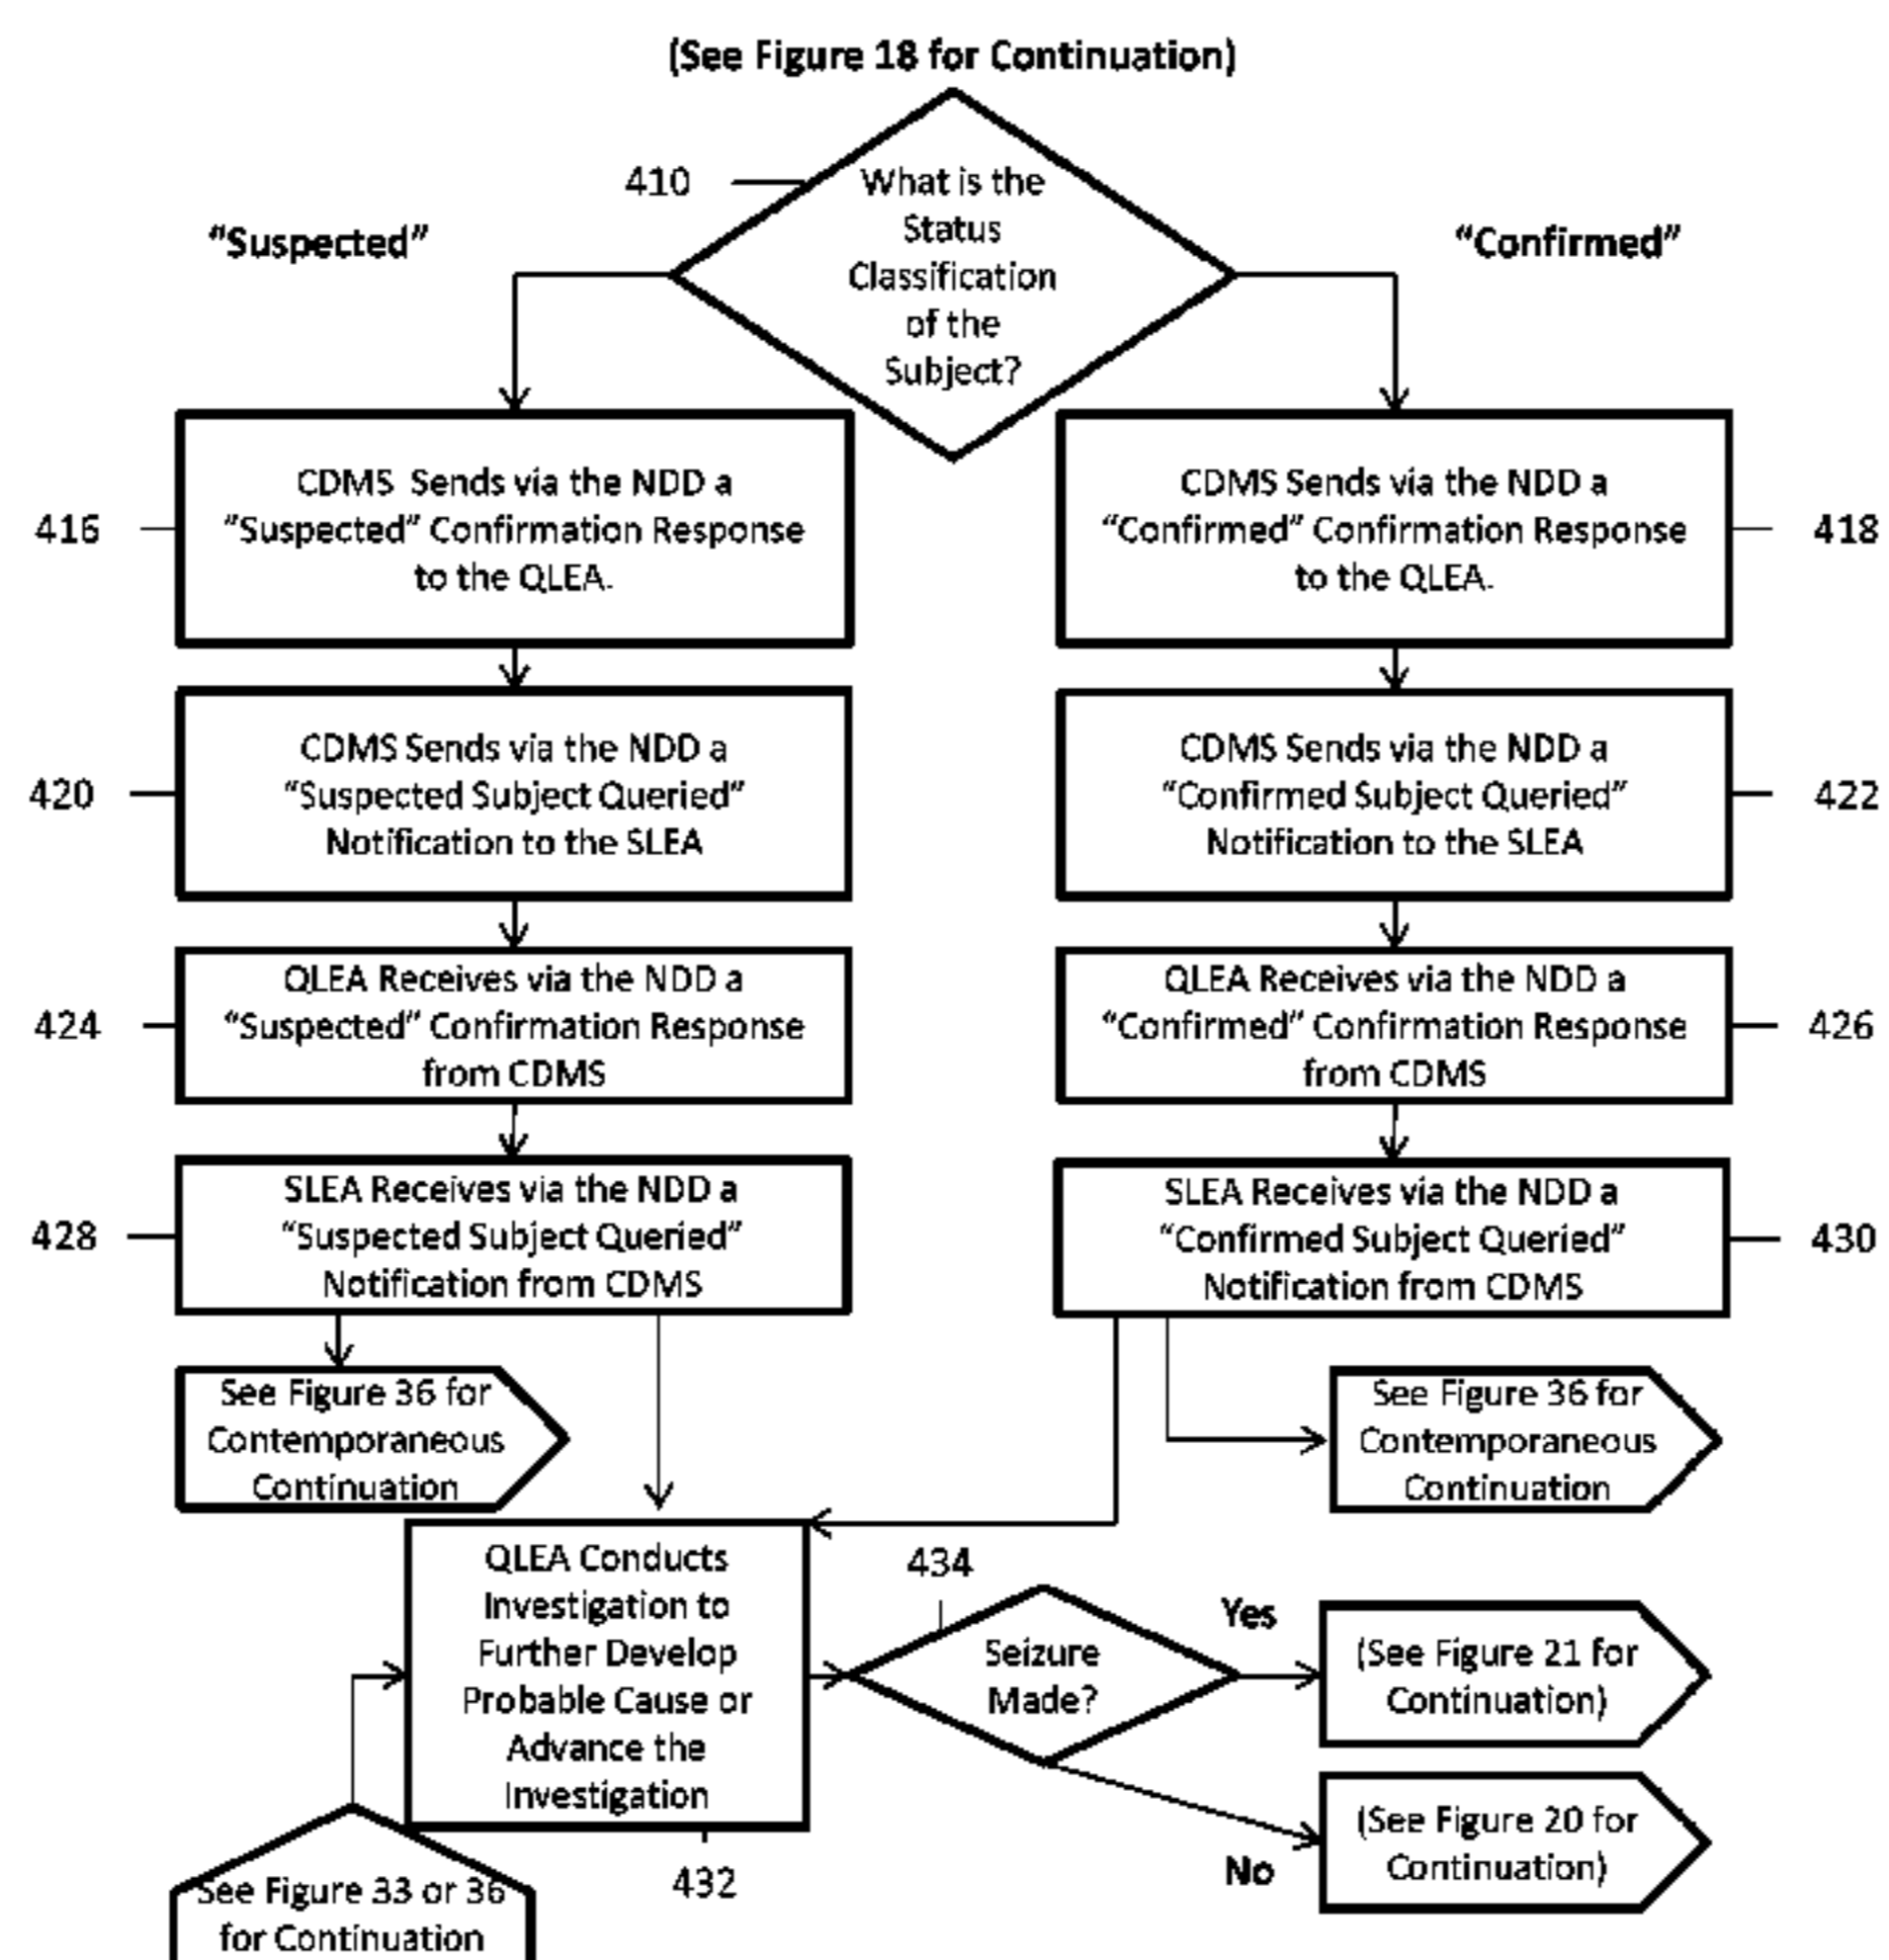 (See Figure 18 for Continuation)
410
What is the
Status
Classification
of the
Subject?
"Suspected"
"Confirmed"
416
CDMS Sends via the NDD a
"Suspected" Confirmation Response
to the QLEA.
CDMS Sends via the NDD a
"Confirmed" Confirmation Response
to the QLEA.
418
420
CDMS Sends via the NDD a
"Suspected Subject Queried"
Notification to the SLEA
CDMS Sends via the NDD a
"Confirmed Subject Queried"
Notification to the SLEA
422
424
QLEA Receives via the NDD a
"Suspected" Confirmation Response
from CDMS
QLEA Receives via the NDD a
"Confirmed" Confirmation Response
from CDMS
426
428
SLEA Receives via the NDD a
"Suspected Subject Queried"
Notification from CDMS
SLEA Receives via the NDD a
"Confirmed Subject Queried"
Notification from CDMS
430
See Figure 36 for
Contemporaneous
Continuation
See Figure 36 for
Contemporaneous
Continuation
QLEA Conducts
Investigation to
Further Develop
Probable Cause or
Advance the
Investigation
432
434
Seizure
Made?
Yes
(See Figure 21 for
Continuation)
No
(See Figure 20 for
Continuation)
See Figure 33 or 36
for Continuation